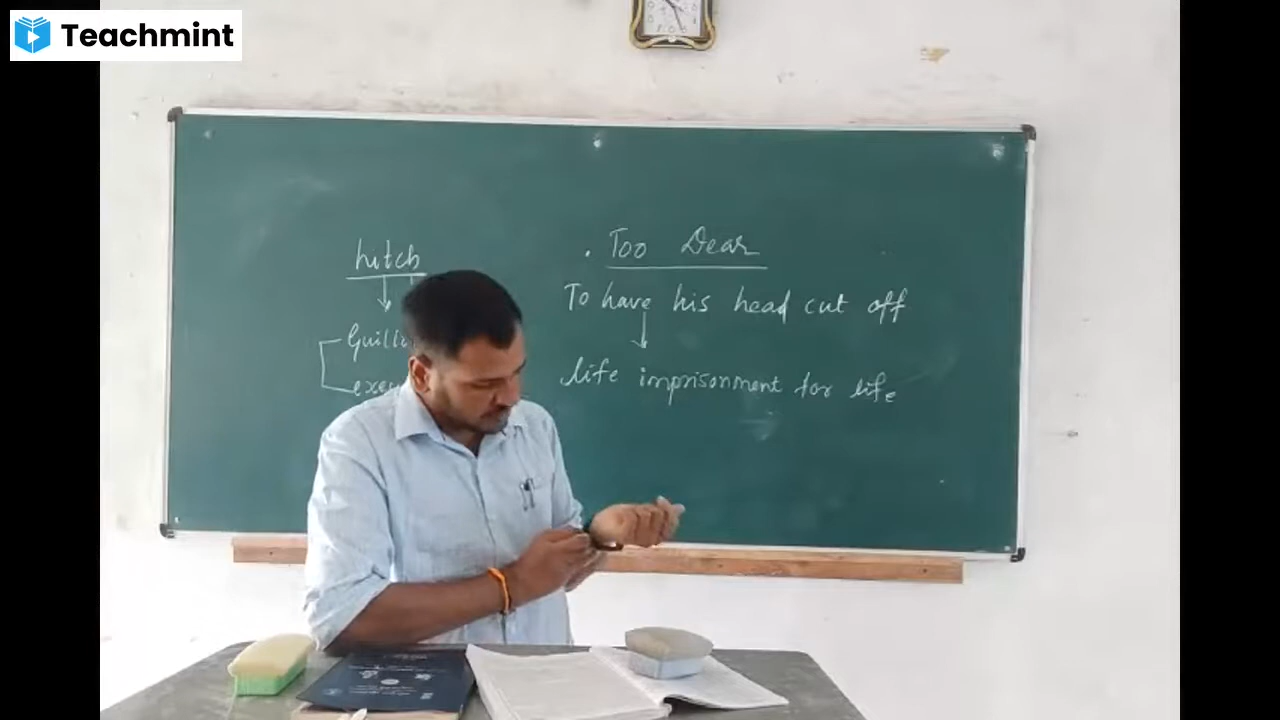 Teachmint
hitch
. Too Dear
To have his head cut off
life imprisonment for life